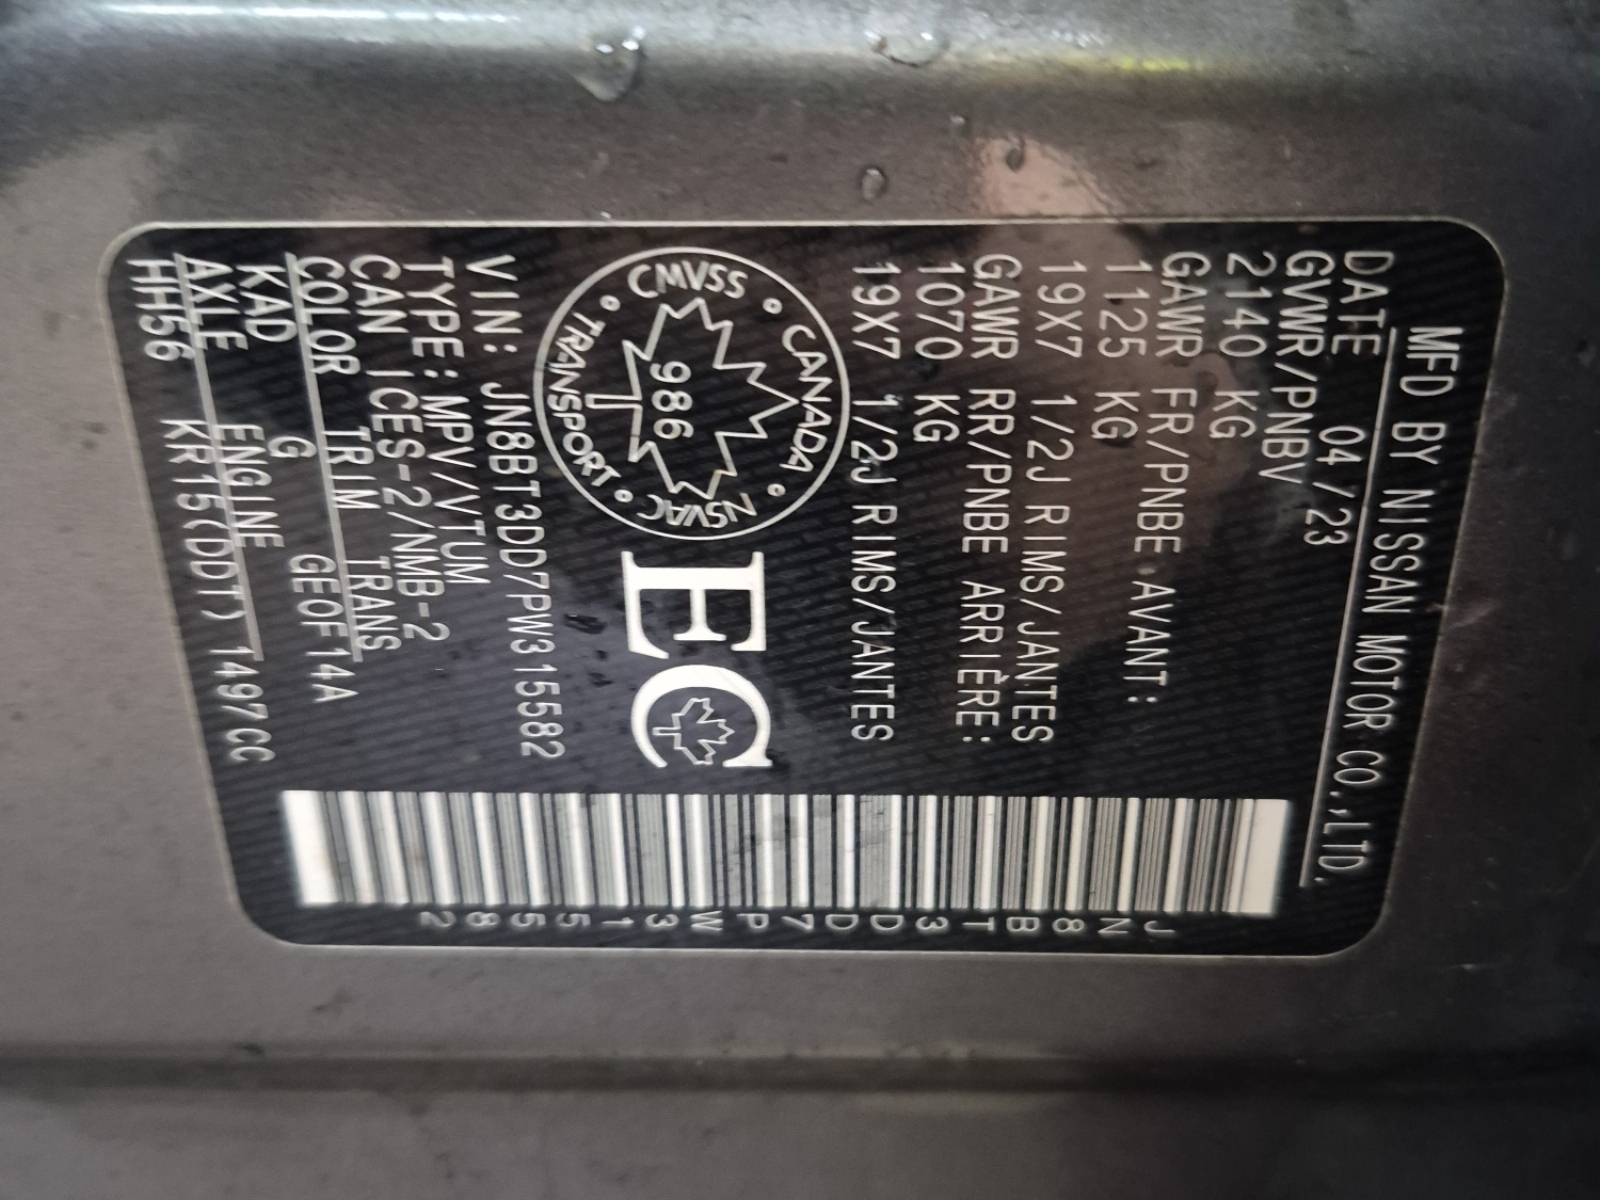 MFD BY NISSAN MOTOR CO.,LTD.
DATE 04/23
GVWR/PNBV
2140 KG
GAWR FR/PNBE AVANT:
1125 KG
19X7 1/2J RIMS/JANTES
GAWR RR/PNBE ARRIÈRE:
1070 KG
19X7 1/2J RIMS/JANTES
CANADA • TRANSPORT • CMVSS • NSVAC
986
EC
VIN: JN8BT3DD7PW315582
TYPE: MPV/VTUM
CAN ICES-2/NMB-2
COLOR TRIM TRANS
KAD G GE0F14A
AXLE ENGINE
HH56 KR15(DDT) 1497CC
JN8BT3DD7PW315582